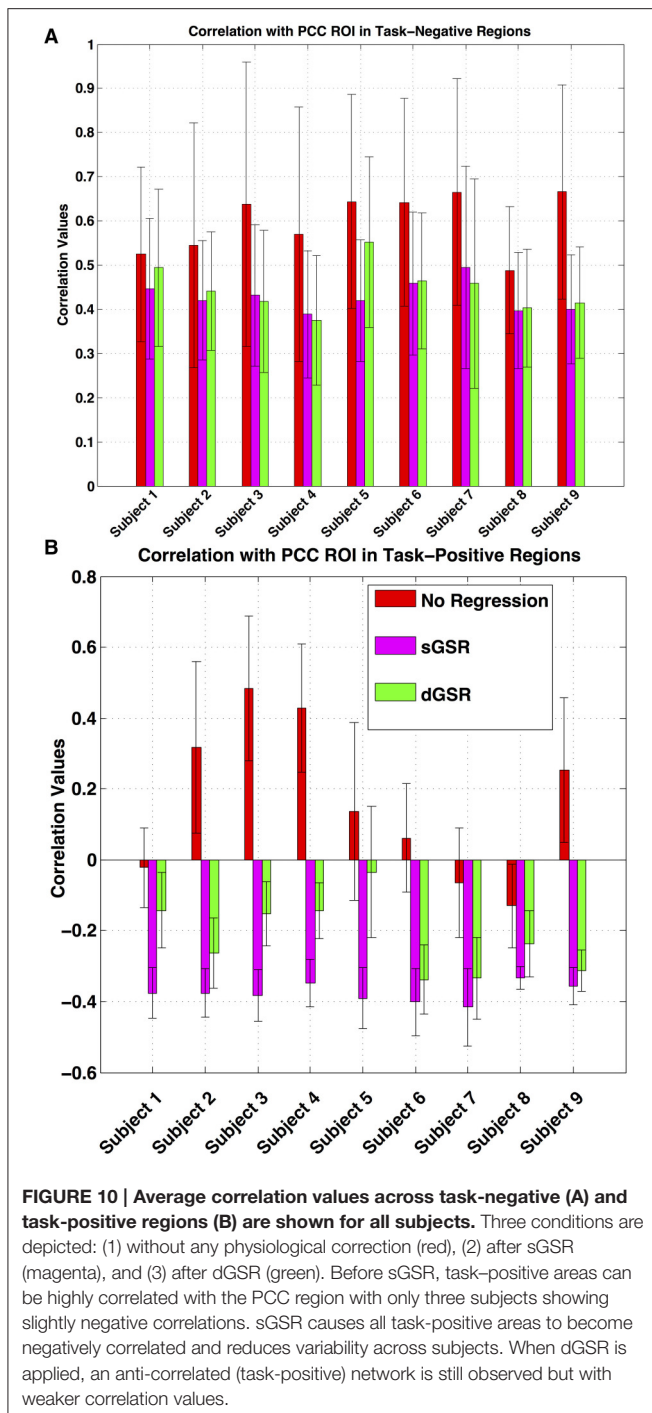 A
Correlation with PCC ROI in Task–Negative Regions
1
0.9
0.8
0.7
0.6
0.5
0.4
0.3
0.2
0.1
0
Correlation Values
Subject 1
Subject 2
Subject 3
Subject 4
Subject 5
Subject 6
Subject 7
Subject 8
Subject 9
B
Correlation with PCC ROI in Task–Positive Regions
0.8
0.6
0.4
0.2
0
−0.2
−0.4
−0.6
Correlation Values
No Regression
sGSR
dGSR
Subject 1
Subject 2
Subject 3
Subject 4
Subject 5
Subject 6
Subject 7
Subject 8
Subject 9
FIGURE 10 | Average correlation values across task-negative (A) and
task-positive regions (B) are shown for all subjects. Three conditions are
depicted: (1) without any physiological correction (red), (2) after sGSR
(magenta), and (3) after dGSR (green). Before sGSR, task–positive areas can
be highly correlated with the PCC region with only three subjects showing
slightly negative correlations. sGSR causes all task-positive areas to become
negatively correlated and reduces variability across subjects. When dGSR is
applied, an anti-correlated (task-positive) network is still observed but with
weaker correlation values.